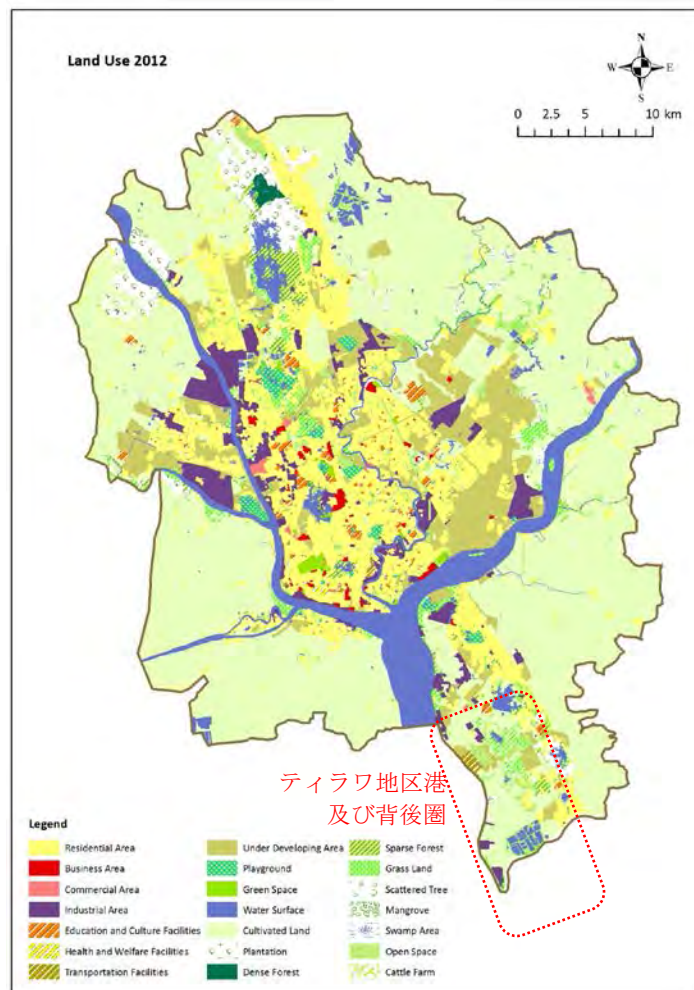 Land Use 2012
N
W E
S
0 2.5 5 10 km
ティラワ地区港
及び背後圏
Legend
Residential Area
Business Area
Commercial Area
Industrial Area
Education and Culture Facilities
Health and Welfare Facilities
Transportation Facilities
Under Developing Area
Playground
Green Space
Water Surface
Cultivated Land
Plantation
Dense Forest
Sparse Forest
Grass Land
Scattered Tree
Mangrove
Swamp Area
Open Space
Cattle Farm